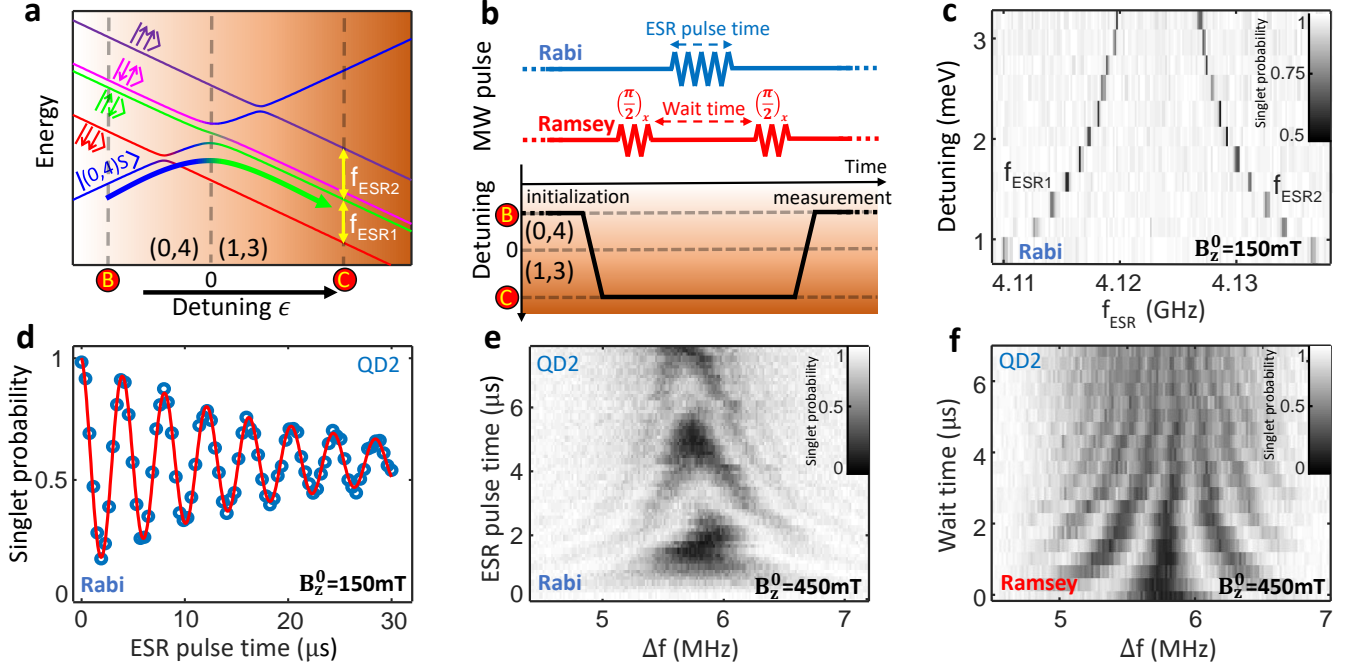 a
Energy
|↑↑⟩
|↓↑⟩
|↑↓⟩
|↓↓⟩
|(0,4)S⟩
f_ESR2
f_ESR1
(0,4) (1,3)
B 0 C
Detuning ϵ
b
MW pulse
Rabi
ESR pulse time
Ramsey
(π/2)_x Wait time (π/2)_x
Time
Detuning
initialization measurement
B
(0,4)
0
(1,3)
C
c
Detuning (meV)
3
2
1
f_ESR1
f_ESR2
Singlet probability
1
0.75
0.5
Rabi
B_z^0=150mT
4.11 4.12 4.13
f_ESR (GHz)
d
QD2
Singlet probability
1
0.5
0
Rabi
B_z^0=150mT
0 10 20 30
ESR pulse time (μs)
e
QD2
ESR pulse time (μs)
6
4
2
0
Singlet probability
1
0.5
0
Rabi
B_z^0=450mT
5 6 7
Δf (MHz)
f
QD2
Wait time (μs)
6
4
2
0
Singlet probability
1
0.5
0
Ramsey
B_z^0=450mT
5 6 7
Δf (MHz)